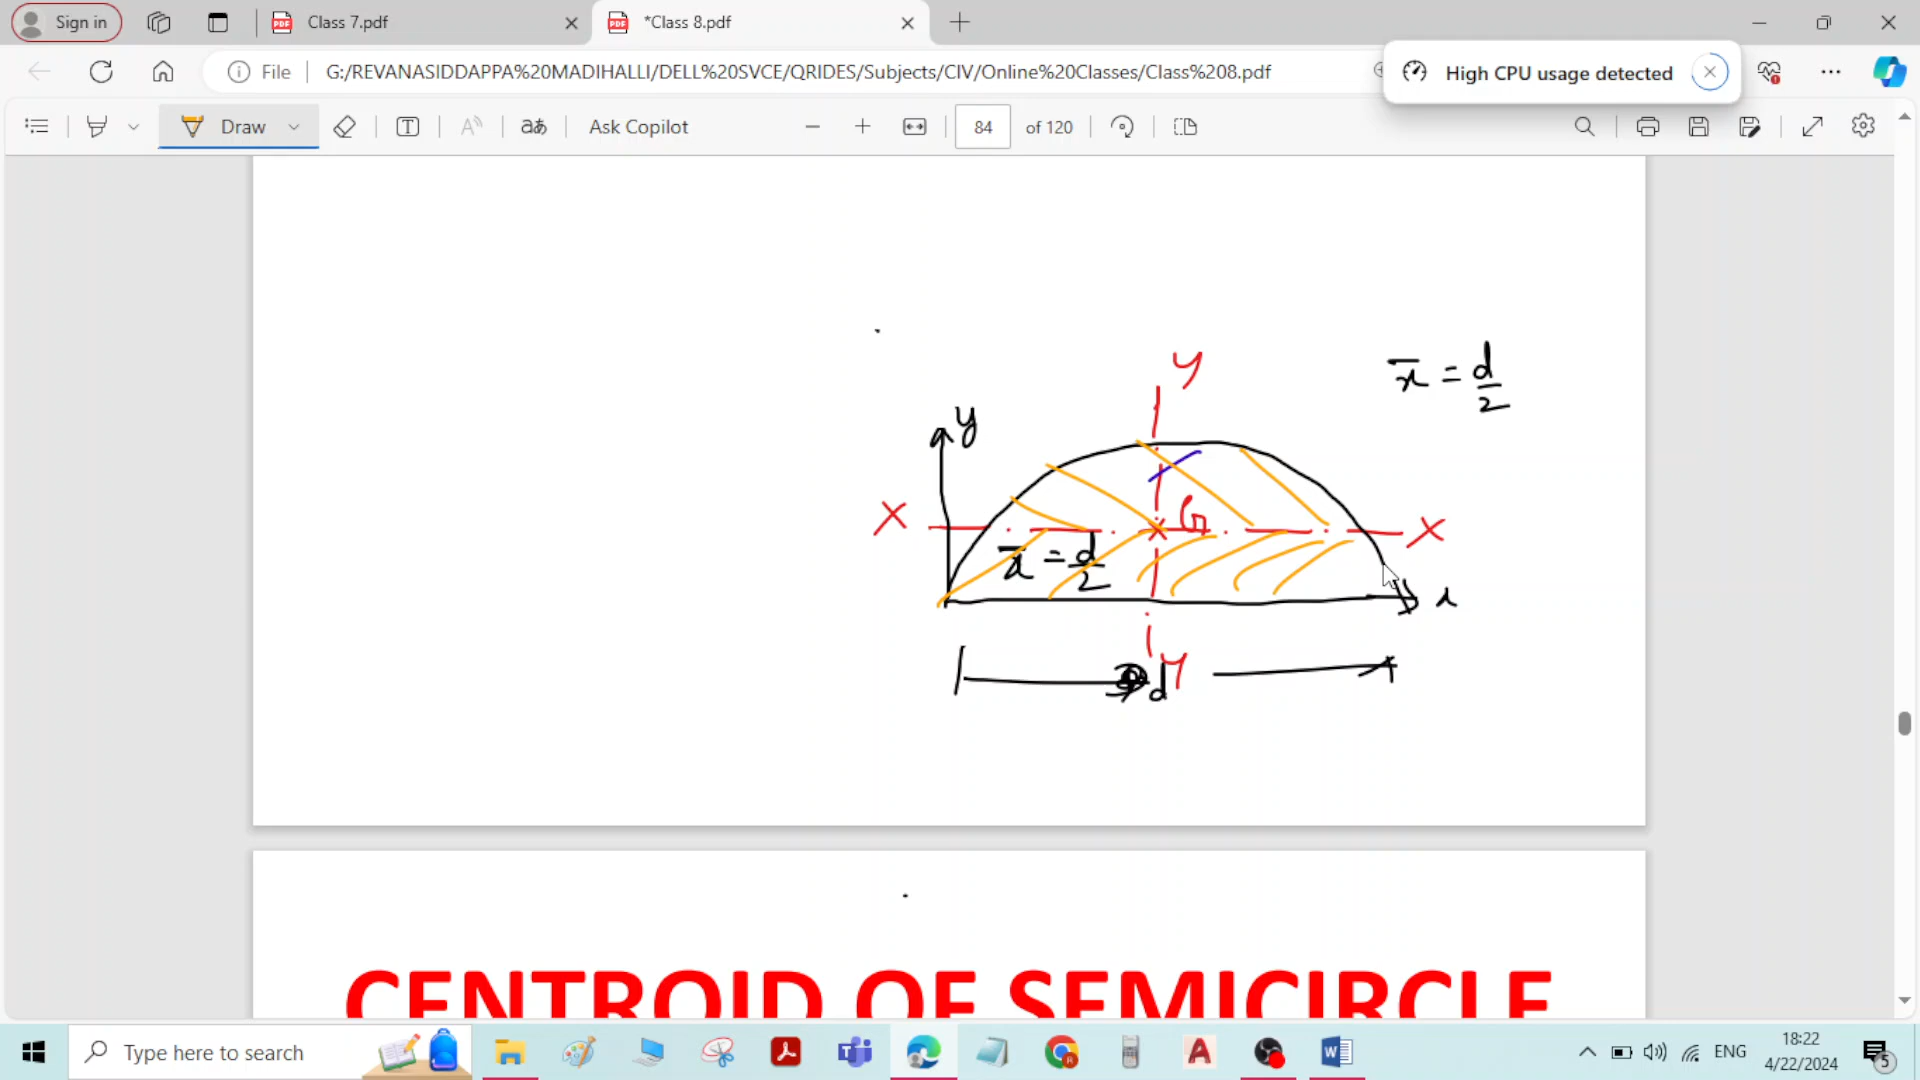 Sign in
Class 7.pdf
*Class 8.pdf
File
G:/REVANASIDDAPPA%20MADIHALLI/DELL%20SVCE/QRIDES/Subjects/CIV/Online%20Classes/Class%208.pdf
High CPU usage detected
Draw
Ask Copilot
84 of 120
y
x̄ = d/2
y
X
G
X
x̄ = d/2
x
y
d
CENTROID OF SEMICIRCLE
Type here to search
ENG
18:22
4/22/2024
5